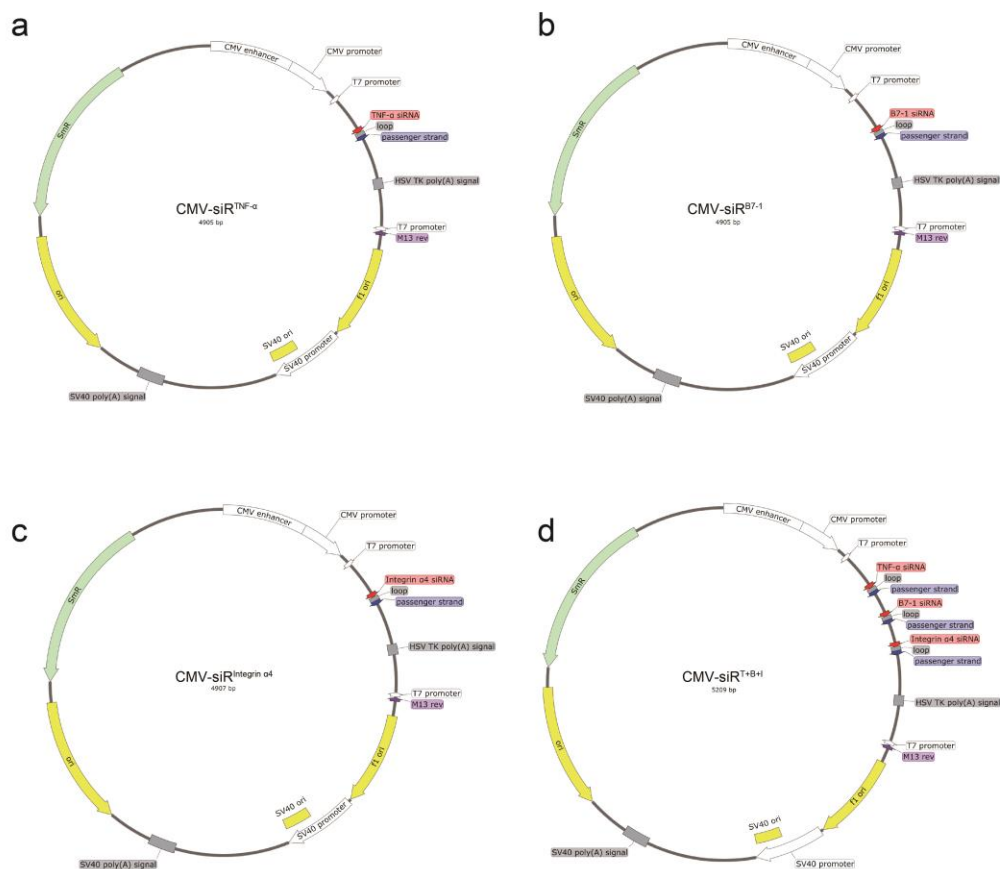 a
CMV enhancer
CMV promoter
T7 promoter
TNF-α siRNA
loop
passenger strand
HSV TK poly(A) signal
T7 promoter
M13 rev
f1 ori
SV40 promoter
SV40 ori
SV40 poly(A) signal
ori
SmR
CMV-siRTNF-α
4905 bp
b
CMV enhancer
CMV promoter
T7 promoter
B7-1 siRNA
loop
passenger strand
HSV TK poly(A) signal
T7 promoter
M13 rev
f1 ori
SV40 promoter
SV40 ori
SV40 poly(A) signal
ori
SmR
CMV-siRB7-1
4905 bp
c
CMV enhancer
CMV promoter
T7 promoter
Integrin α4 siRNA
loop
passenger strand
HSV TK poly(A) signal
T7 promoter
M13 rev
f1 ori
SV40 promoter
SV40 ori
SV40 poly(A) signal
ori
SmR
CMV-siRIntegrin α4
4907 bp
d
CMV enhancer
CMV promoter
T7 promoter
TNF-α siRNA
loop
passenger strand
B7-1 siRNA
loop
passenger strand
Integrin α4 siRNA
loop
passenger strand
HSV TK poly(A) signal
T7 promoter
M13 rev
f1 ori
SV40 promoter
SV40 ori
SV40 poly(A) signal
ori
SmR
CMV-siRT+B+I
5209 bp